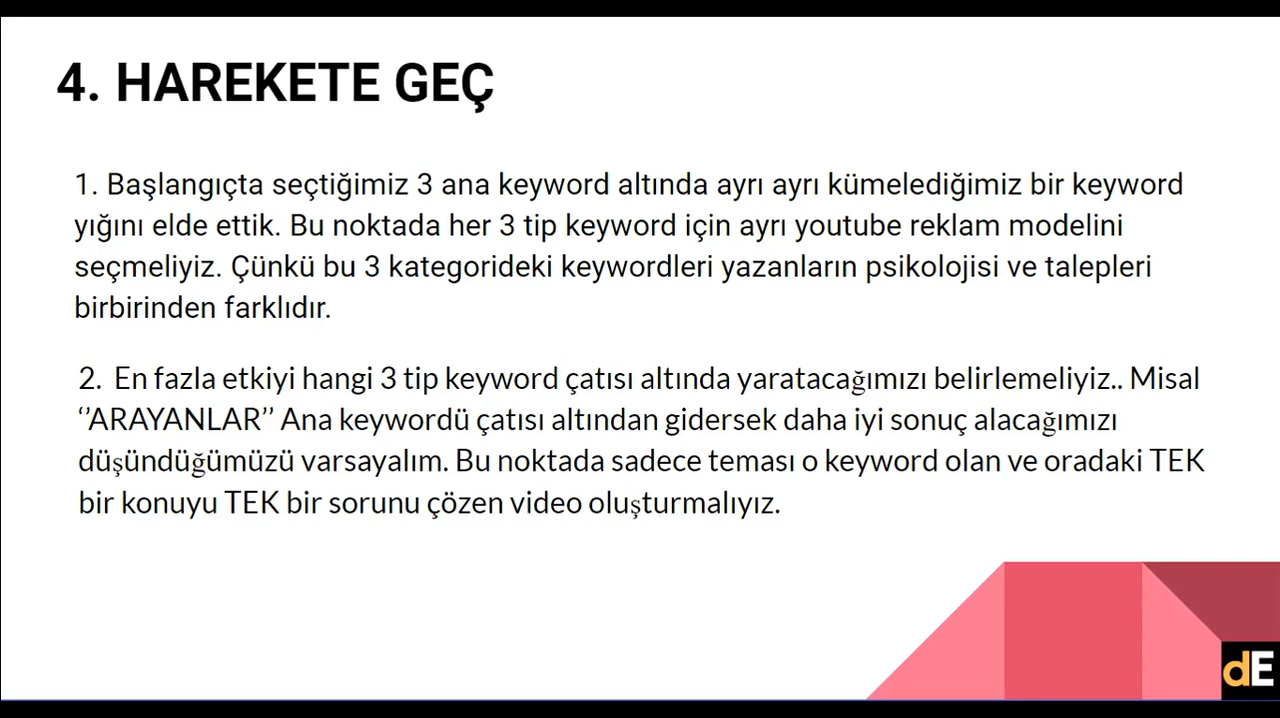 4. HAREKETE GEÇ
1. Başlangıçta seçtiğimiz 3 ana keyword altında ayrı ayrı kümelediğimiz bir keyword
yığını elde ettik. Bu noktada her 3 tip keyword için ayrı youtube reklam modelini
seçmeliyiz. Çünkü bu 3 kategorideki keywordleri yazanların psikolojisi ve talepleri
birbirinden farklıdır.
2. En fazla etkiyi hangi 3 tip keyword çatısı altında yaratacağımızı belirlemeliyiz.. Misal
‘’ARAYANLAR’’ Ana keywordü çatısı altından gidersek daha iyi sonuç alacağımızı
düşündüğümüzü varsayalım. Bu noktada sadece teması o keyword olan ve oradaki TEK
bir konuyu TEK bir sorunu çözen video oluşturmalıyız.
dE